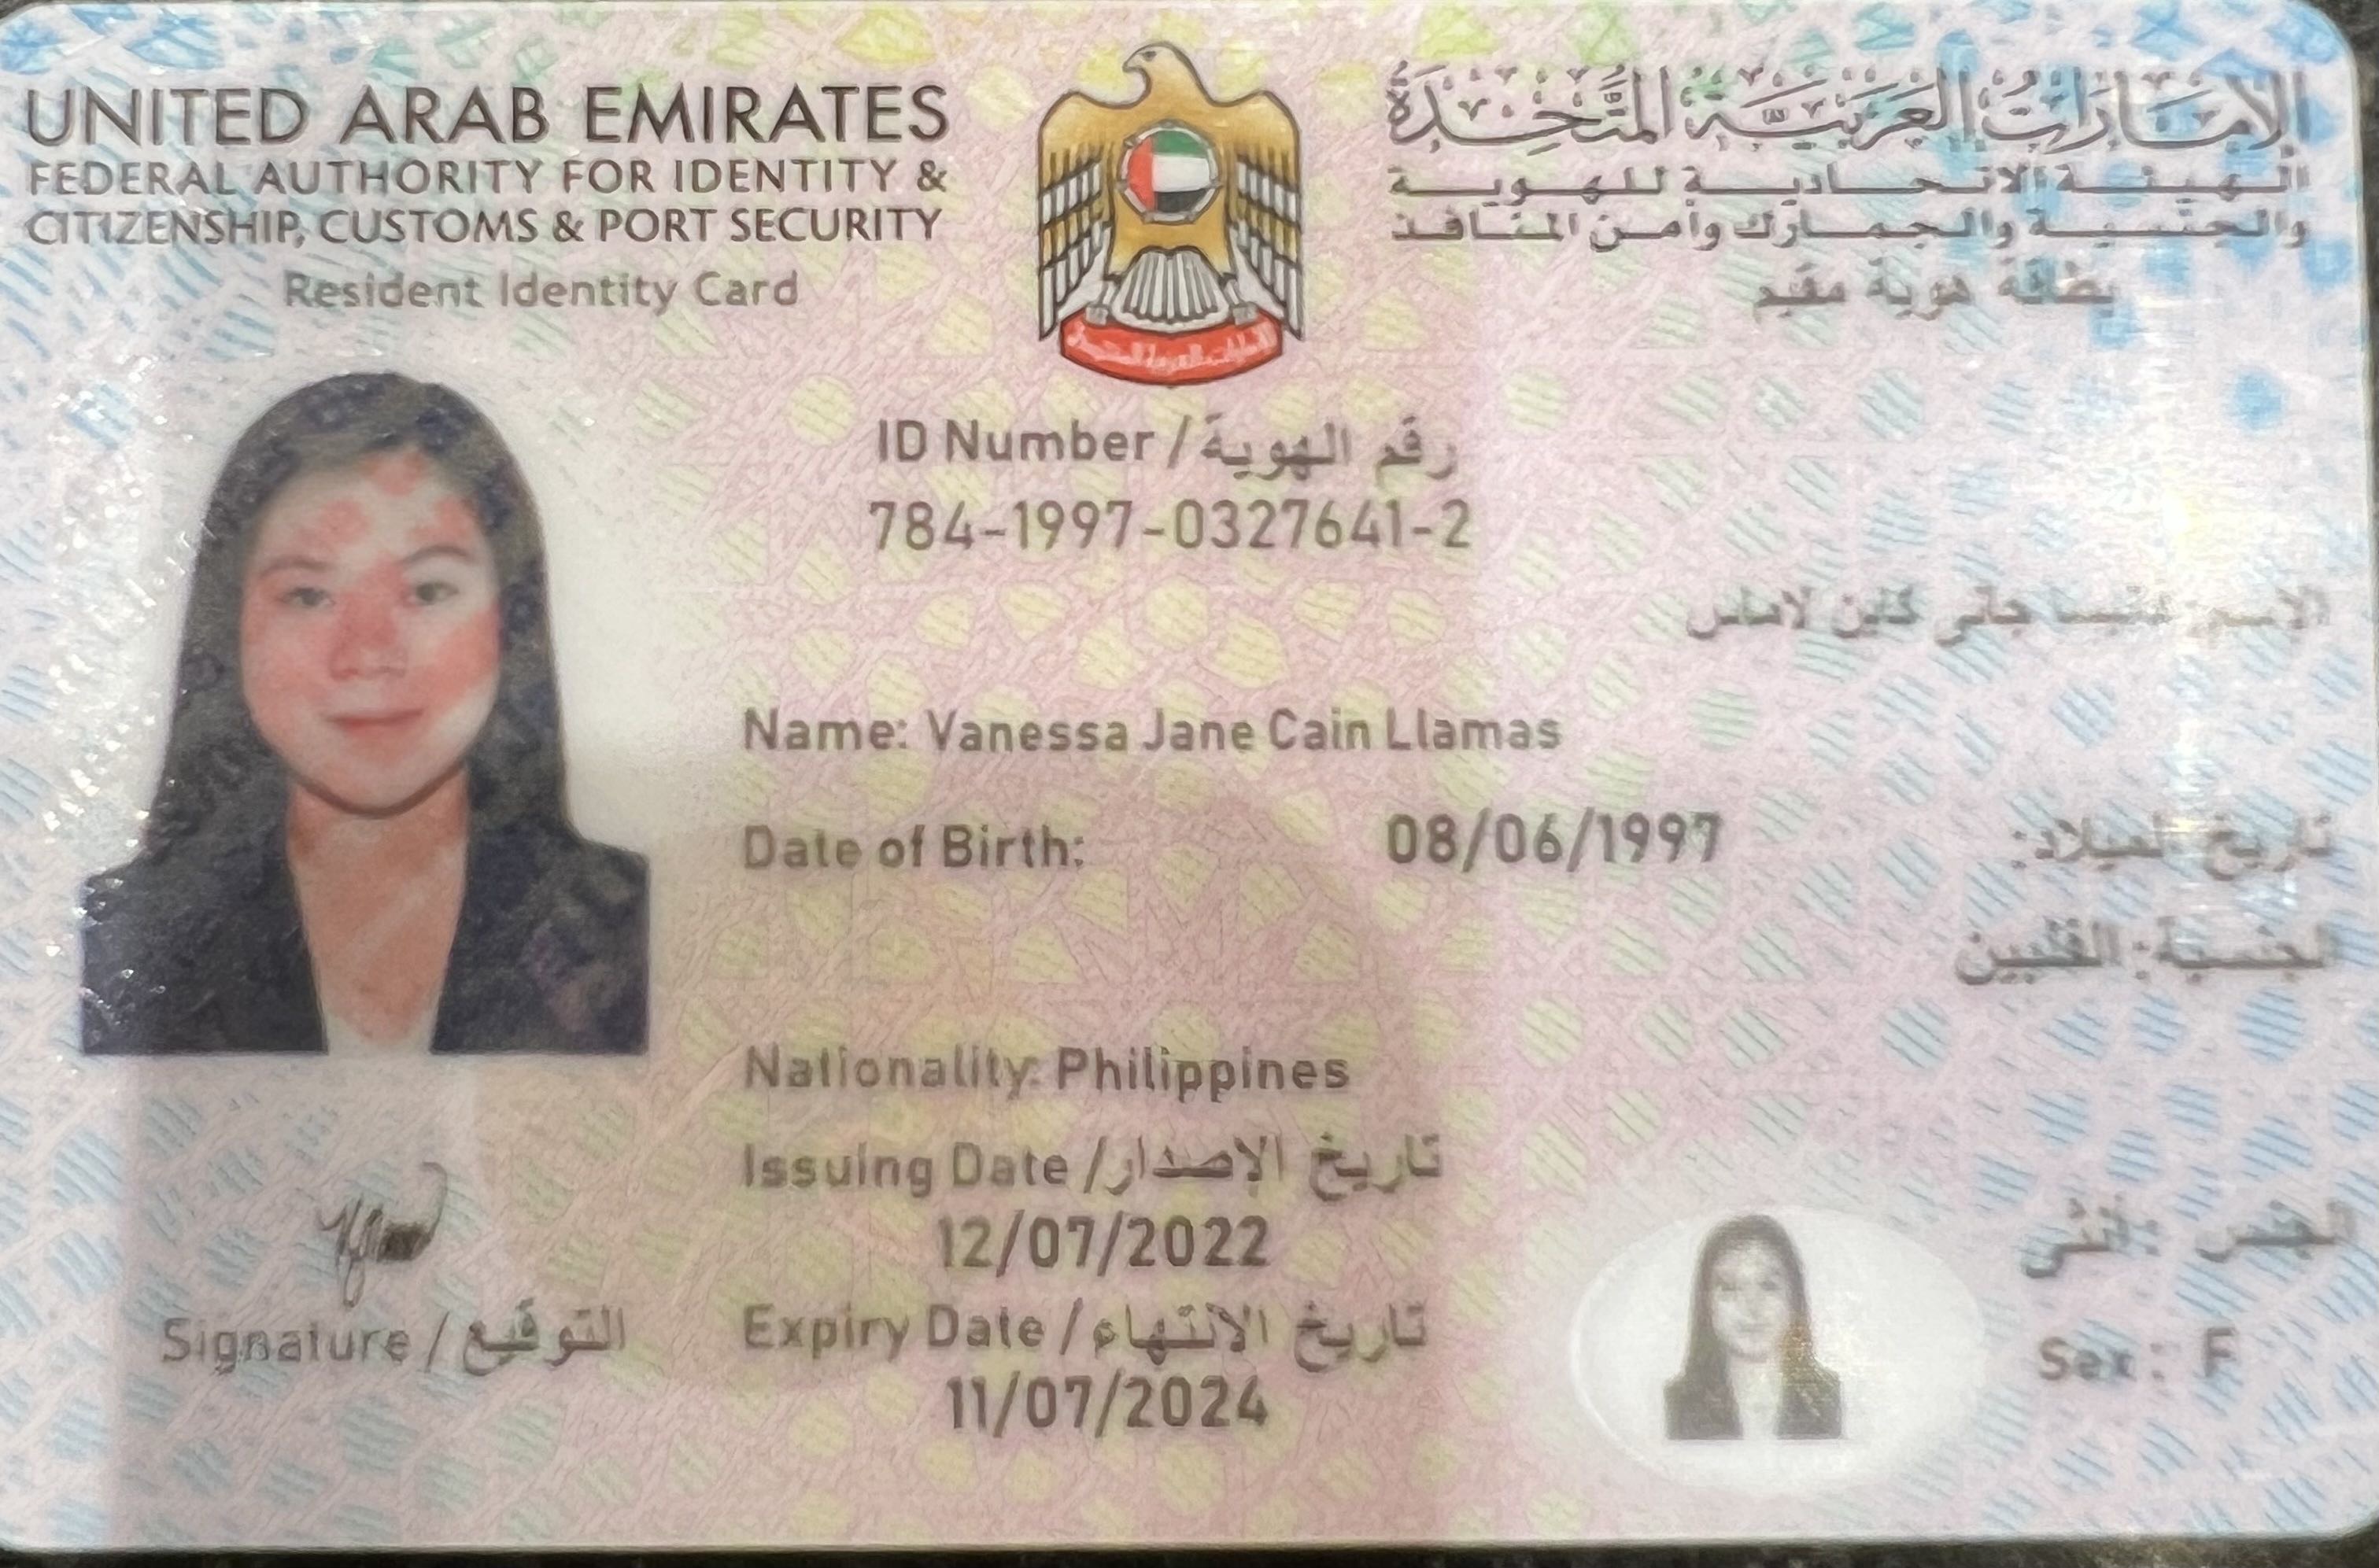 UNITED ARAB EMIRATES
FEDERAL AUTHORITY FOR IDENTITY &
CITIZENSHIP, CUSTOMS & PORT SECURITY
Resident Identity Card
الإمارات العربية المتحدة
الهيئة الاتحادية للهوية
والجنسية والجمارك وأمن المنافذ
بطاقة هوية مقيم
ID Number / رقم الهوية
784-1997-0327641-2
الاسم: فانيسا جاني كاين لاماس
Name: Vanessa Jane Cain Llamas
Date of Birth: 08/06/1997 تاريخ الميلاد:
الجنسية: الفلبين
Nationality: Philippines
Issuing Date / تاريخ الإصدار
12/07/2022
Expiry Date / تاريخ الانتهاء
11/07/2024
الجنس: أنثى
Sex: F
Signature / التوقيع